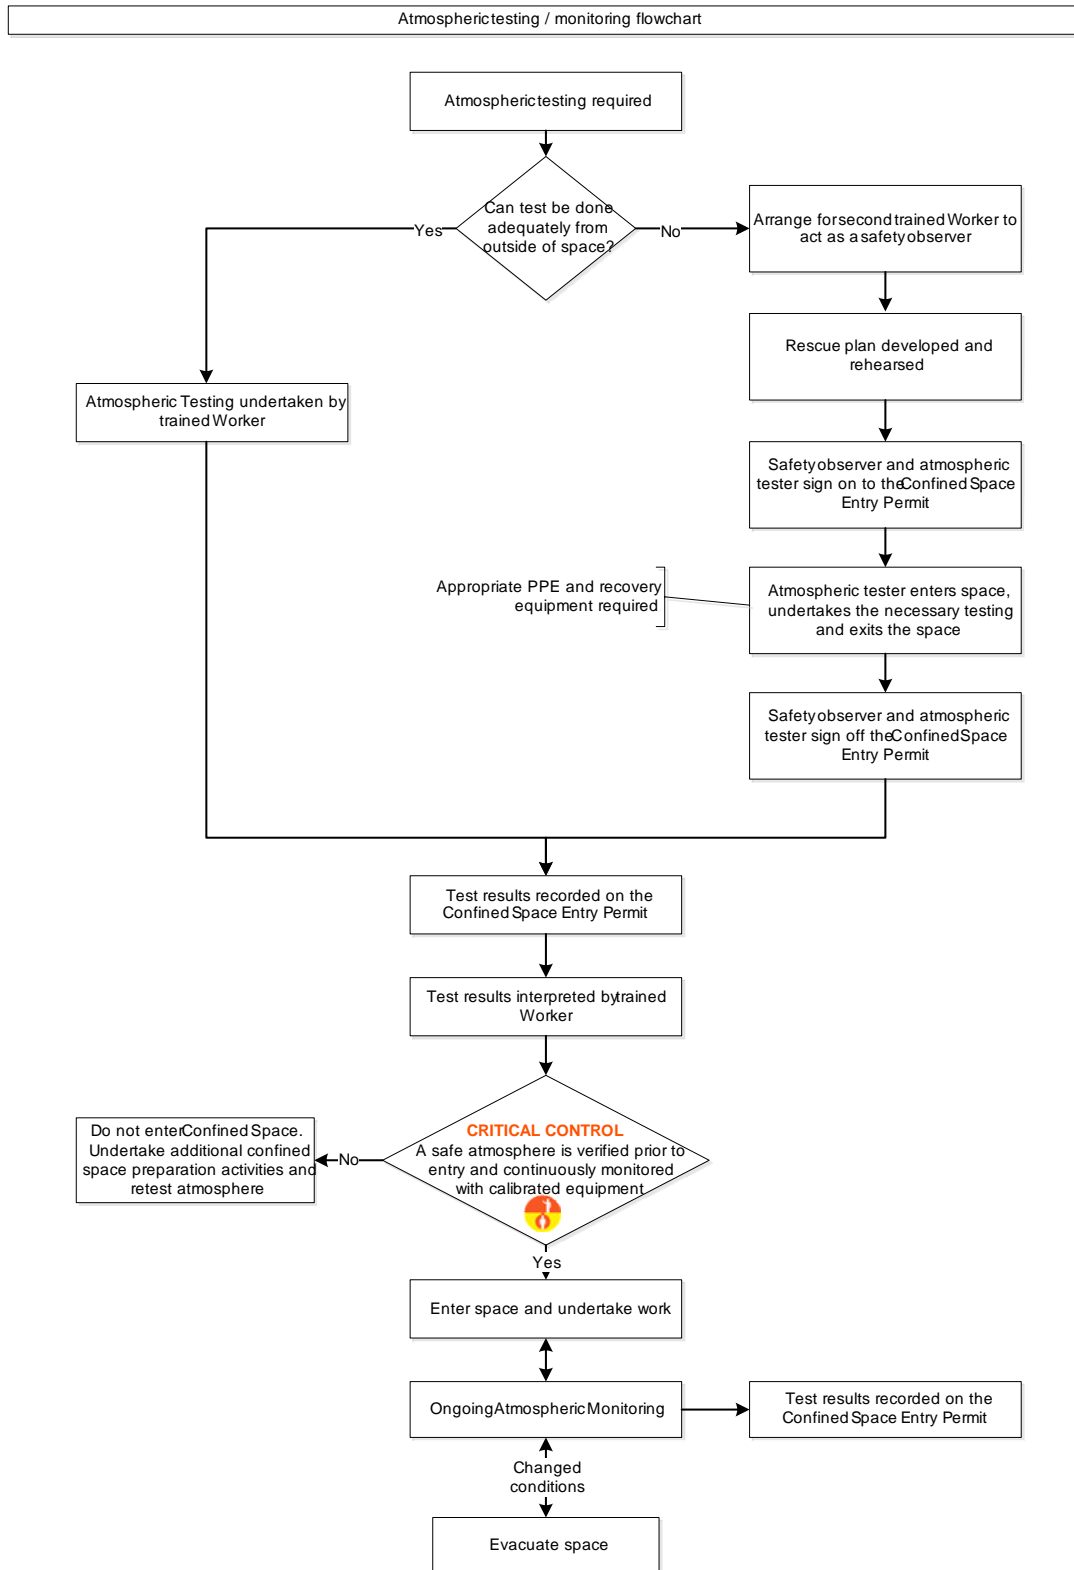 Atmospheric testing / monitoring flowchart
Atmospheric testing required
Can test be done
adequately from
outside of space?
Yes
No
Arrange for second trained Worker to
act as a safety observer
Rescue plan developed and
rehearsed
Atmospheric Testing undertaken by
trained Worker
Safety observer and atmospheric
tester sign on to the Confined Space
Entry Permit
Appropriate PPE and recovery
equipment required
Atmospheric tester enters space,
undertakes the necessary testing
and exits the space
Safety observer and atmospheric
tester sign off the Confined Space
Entry Permit
Test results recorded on the
Confined Space Entry Permit
Test results interpreted by trained
Worker
CRITICAL CONTROL
A safe atmosphere is verified prior to
entry and continuously monitored
with calibrated equipment
No
Do not enter Confined Space.
Undertake additional confined
space preparation activities and
retest atmosphere
Yes
Enter space and undertake work
Ongoing Atmospheric Monitoring
Test results recorded on the
Confined Space Entry Permit
Changed
conditions
Evacuate space